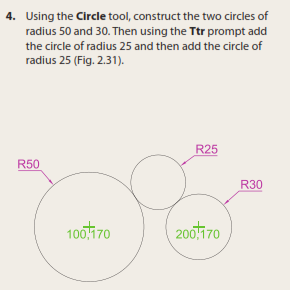 4. Using the Circle tool, construct the two circles of
radius 50 and 30. Then using the Ttr prompt add
the circle of radius 25 and then add the circle of
radius 25 (Fig. 2.31).
R25
R50
R30
100,170
200,170